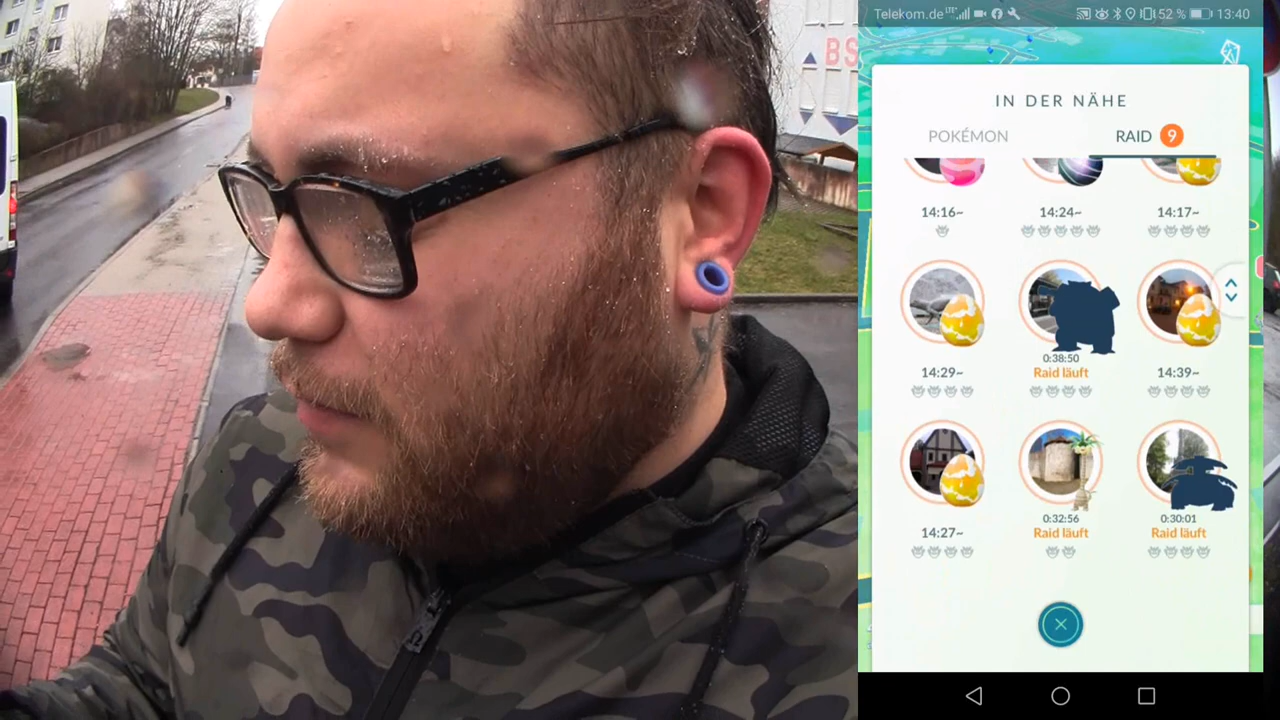 BS
Telekom.de LTE 52 % 13:40
IN DER NÄHE
POKÉMON RAID 9
14:16~ 14:24~ 14:17~
0:38:50
14:29~ Raid läuft 14:39~
0:32:56 0:30:01
14:27~ Raid läuft Raid läuft